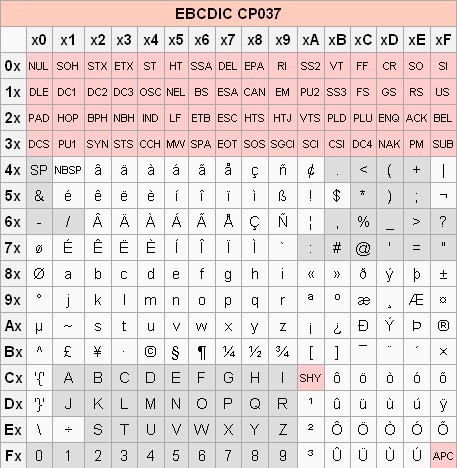 EBCDIC CP037
x0 x1 x2 x3 x4 x5 x6 x7 x8 x9 xA xB xC xD xE xF
0x NUL SOH STX ETX ST HT SSA DEL EPA RI SS2 VT FF CR SO SI
1x DLE DC1 DC2 DC3 OSC NEL BS ESA CAN EM PU2 SS3 FS GS RS US
2x PAD HOP BPH NBH IND LF ETB ESC HTS HTJ VTS PLD PLU ENQ ACK BEL
3x DCS PU1 SYN STS CCH MW SPA EOT SOS SGCI SCI CSI DC4 NAK PM SUB
4x SP NBSP â ä à á ã å ç ñ ¢ . < ( + |
5x & é ê ë è í î ï ì ß ! $ * ) ; ¬
6x - / Â Ä À Á Ã Å Ç Ñ ¦ , % _ > ?
7x ø É Ê Ë È Í Î Ï Ì ` : # @ ' = "
8x Ø a b c d e f g h i « » ð ý þ ±
9x ° j k l m n o p q r ª º æ ¸ Æ ¤
Ax µ ~ s t u v w x y z ¡ ¿ Ð Ý Þ ®
Bx ^ £ ¥ · © § ¶ ¼ ½ ¾ [ ] ¯ ¨ ´ ×
Cx '{' A B C D E F G H I SHY ô ö ò ó õ
Dx '}' J K L M N O P Q R ¹ û ü ù ú ÿ
Ex \ ÷ S T U V W X Y Z ² Ô Ö Ò Ó Õ
Fx 0 1 2 3 4 5 6 7 8 9 ³ Û Ü Ù Ú APC